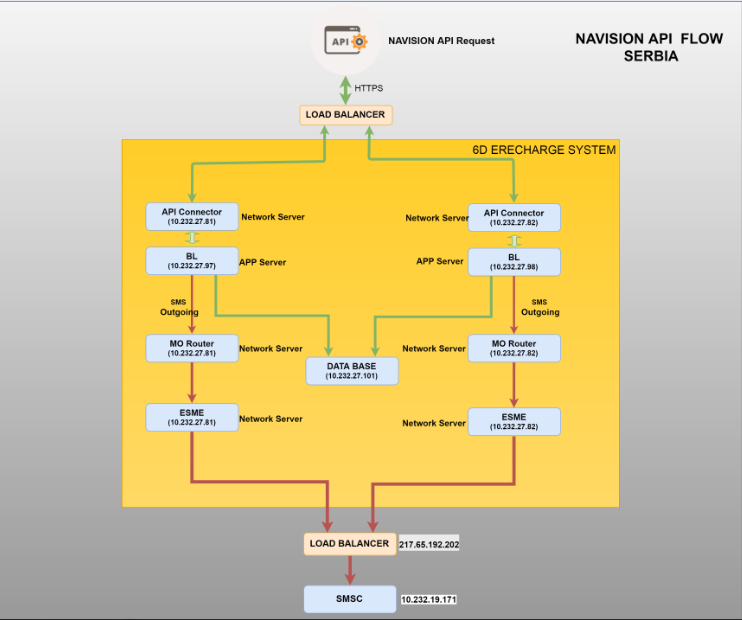 NAVISION API FLOW
SERBIA
API
NAVISION API Request
HTTPS
LOAD BALANCER
6D ERECHARGE SYSTEM
API Connector
(10.232.27.81)
Network Server
Network Server
API Connector
(10.232.27.82)
BL
(10.232.27.97)
APP Server
APP Server
BL
(10.232.27.98)
SMS
Outgoing
SMS
Outgoing
MO Router
(10.232.27.81)
Network Server
DATA BASE
(10.232.27.101)
Network Server
MO Router
(10.232.27.82)
ESME
(10.232.27.81)
Network Server
Network Server
ESME
(10.232.27.82)
LOAD BALANCER
217.65.192.202
SMSC
10.232.19.171